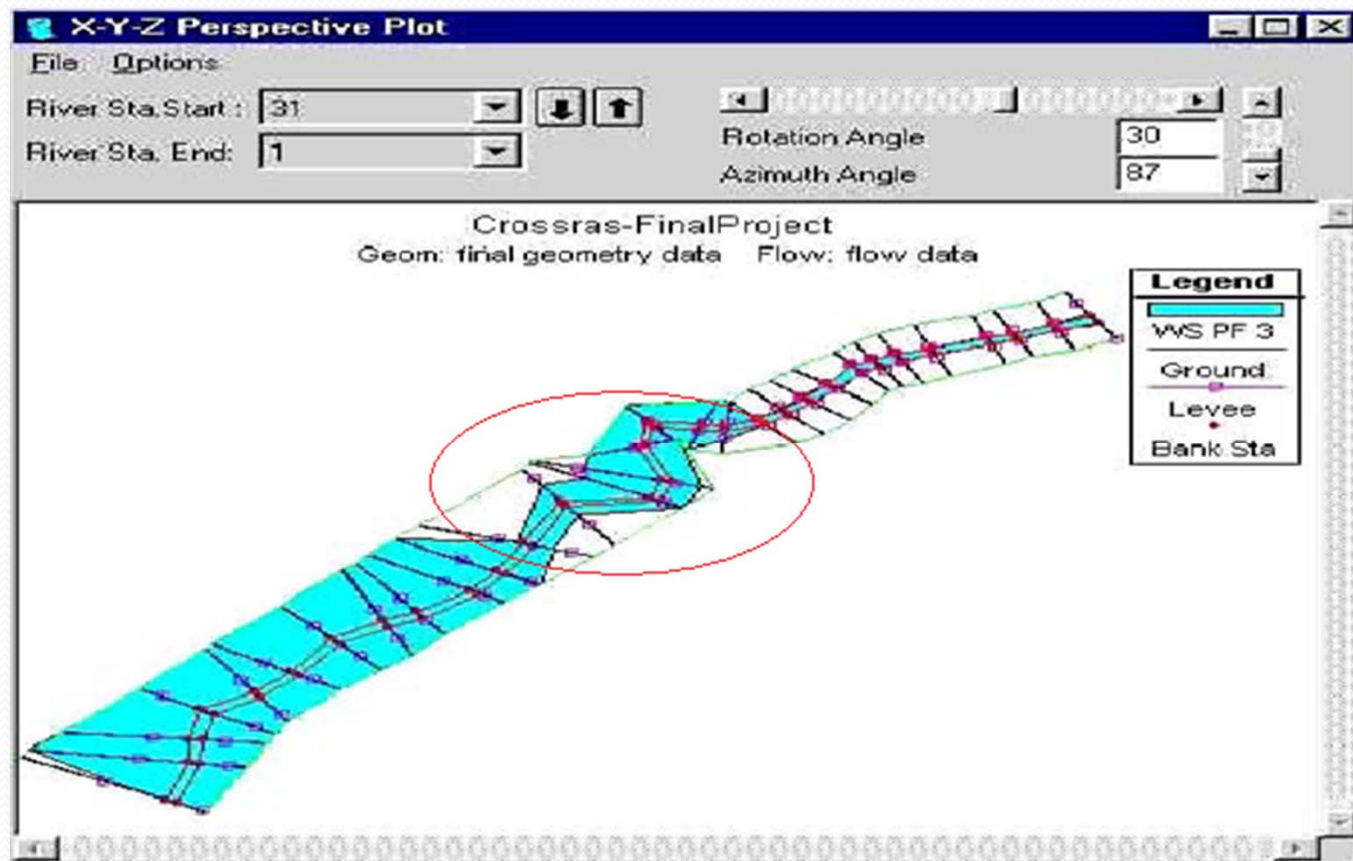 X-Y-Z Perspective Plot
File Options
River Sta.Start : 31
River Sta. End: 1
Rotation Angle 30
Azimuth Angle 87
Crossras-FinalProject
Geom: final geometry data Flow: flow data
Legend
WS PF 3
Ground
Levee
Bank Sta